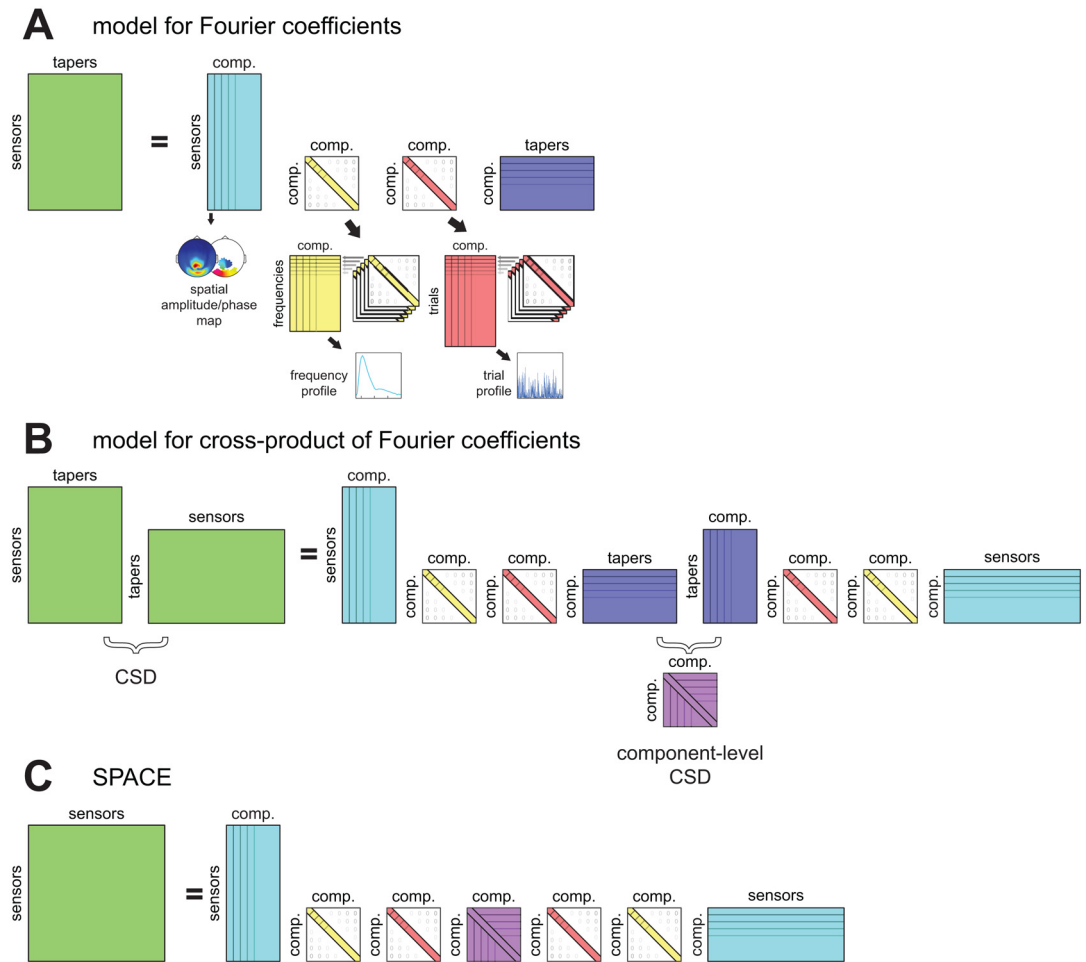 A model for Fourier coefficients
tapers
comp.
sensors
=
sensors
comp.
comp.
tapers
comp.
comp.
comp.
spatial
amplitude/phase
map
comp.
comp.
frequencies
trials
frequency
profile
trial
profile
B model for cross-product of Fourier coefficients
tapers
comp.
sensors
sensors
tapers
=
sensors
comp.
comp.
comp.
tapers
comp.
comp.
sensors
comp.
comp.
comp.
tapers
comp.
comp.
comp.
CSD
comp.
comp.
component-level
CSD
C SPACE
sensors
comp.
sensors
=
sensors
comp.
comp.
comp.
comp.
comp.
sensors
comp.
comp.
comp.
comp.
comp.
comp.